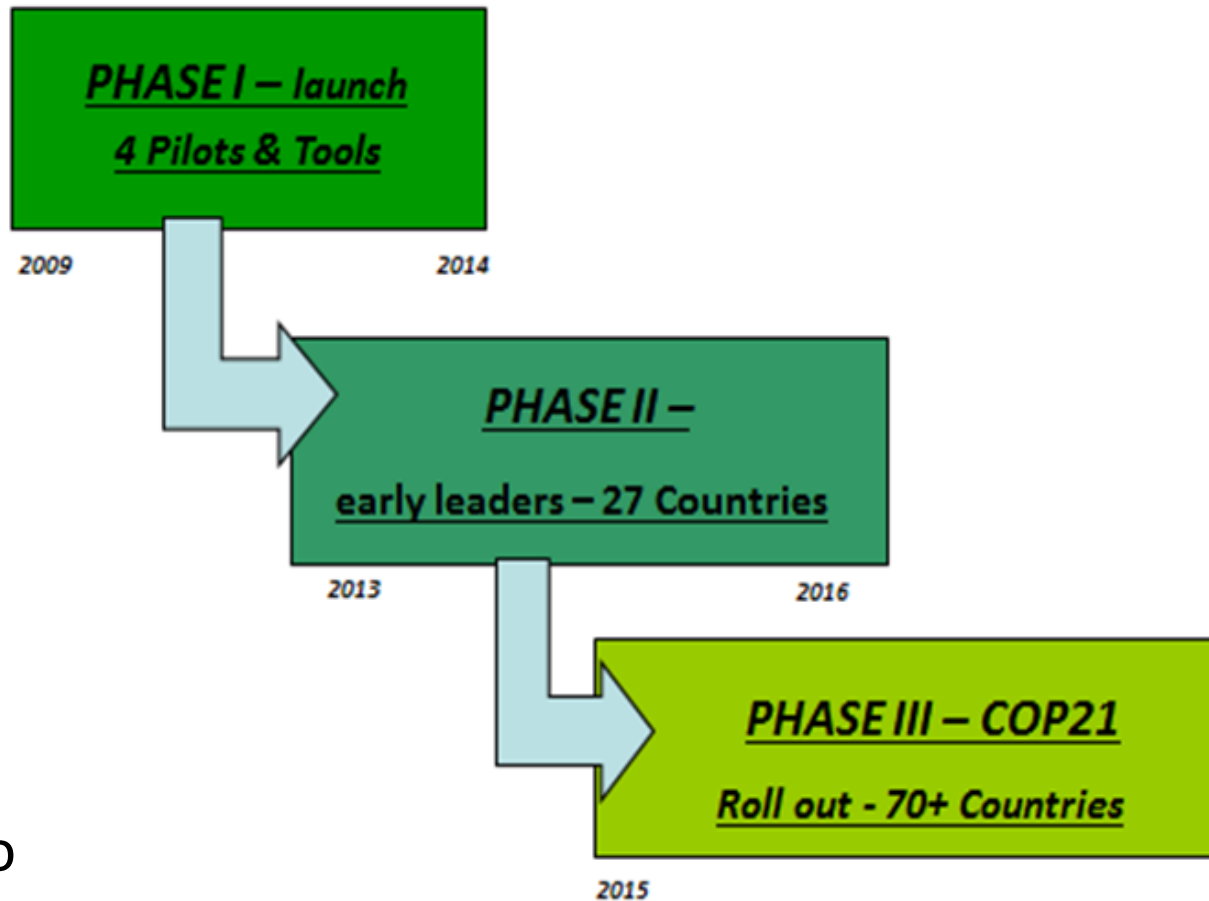 PHASE I – launch
4 Pilots & Tools
2009 2014
PHASE II –
early leaders – 27 Countries
2013 2016
PHASE III – COP21
Roll out - 70+ Countries
2015